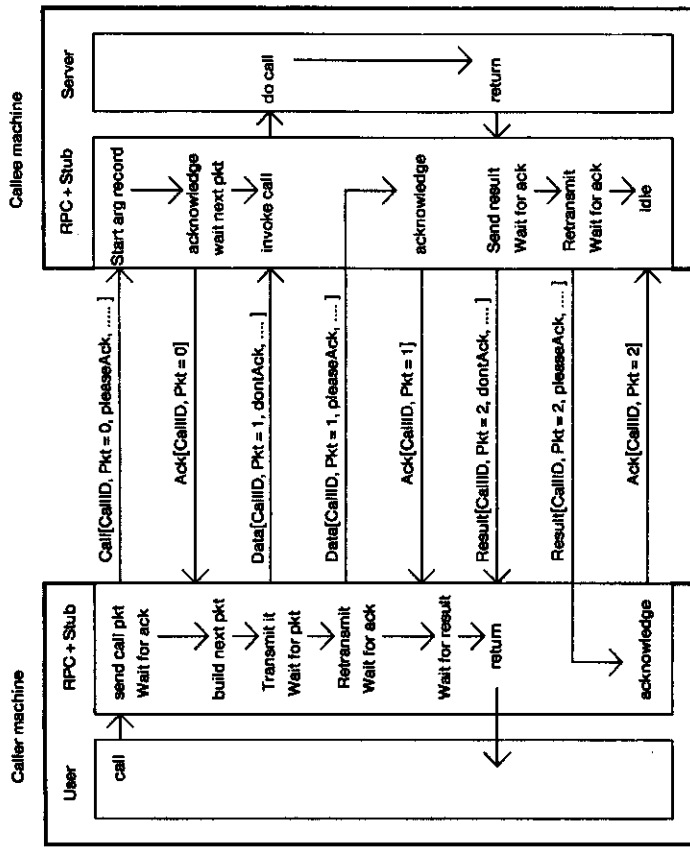 Caller machine
User
call
RPC + Stub
send call pkt
Wait for ack
build next pkt
Transmit it
Wait for pkt
Retransmit
Wait for ack
Wait for result
return
acknowledge
Call[CallID, Pkt = 0, pleaseAck, ......]
Ack[CallID, Pkt = 0]
Data[CallID, Pkt = 1, dontAck, .... ]
Data[CallID, Pkt = 1, pleaseAck, .... ]
Ack[CallID, Pkt = 1]
Result[CallID, Pkt = 2, dontAck, .... ]
Result[CallID, Pkt = 2, pleaseAck, .... ]
Ack[CallID, Pkt = 2]
Callee machine
RPC + Stub
Start arg record
acknowledge
wait next pkt
invoke call
acknowledge
Send result
Wait for ack
Retransmit
Wait for ack
idle
Server
do call
return